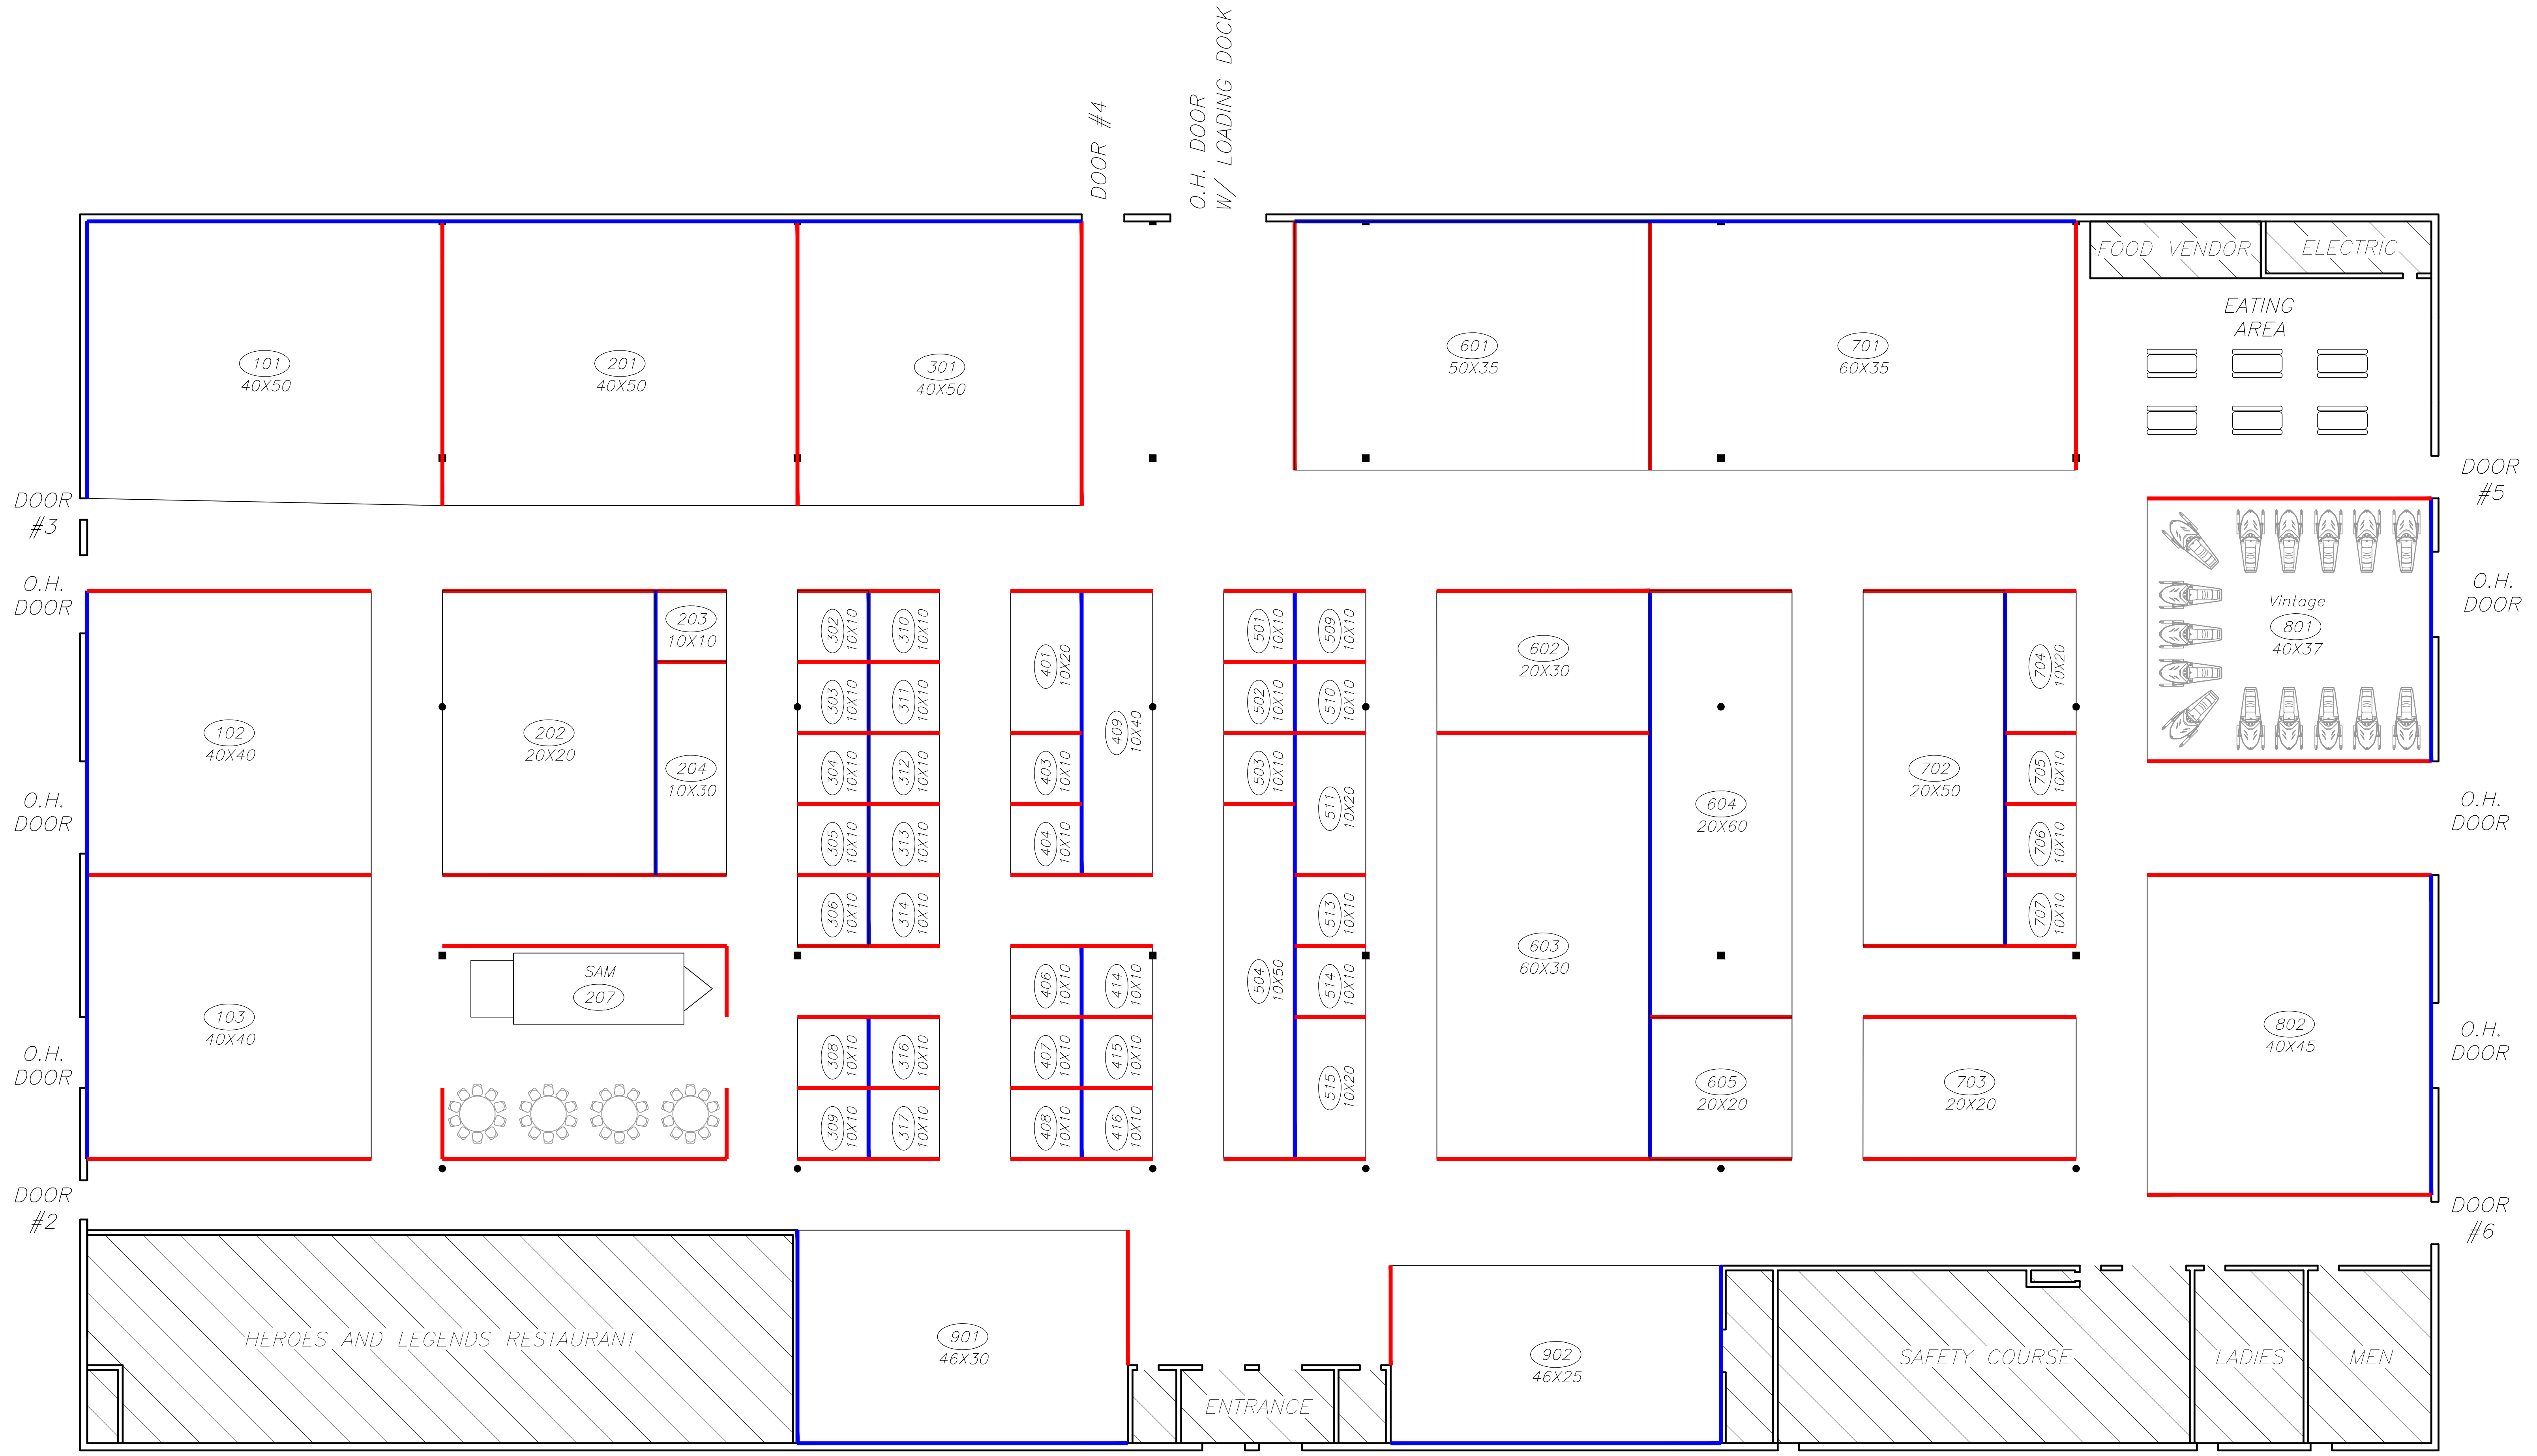 DOOR #4
O.H. DOOR
W/ LOADING DOCK
FOOD VENDOR
ELECTRIC
EATING
AREA
101
40X50
201
40X50
301
40X50
601
50X35
701
60X35
DOOR
#3
DOOR
#5
O.H.
DOOR
O.H.
DOOR
Vintage
801
40X37
102
40X40
202
20X20
203
10X10
204
10X30
302
10X10
310
10X10
303
10X10
311
10X10
304
10X10
312
10X10
305
10X10
313
10X10
306
10X10
314
10X10
401
10X20
409
10X40
403
10X10
404
10X10
501
10X10
509
10X10
502
10X10
510
10X10
503
10X10
511
10X20
504
10X50
513
10X10
514
10X10
515
10X20
602
20X30
603
60X30
604
20X60
605
20X20
702
20X50
704
10X20
705
10X10
706
10X10
707
10X10
703
20X20
O.H.
DOOR
O.H.
DOOR
103
40X40
SAM
207
308
10X10
316
10X10
309
10X10
317
10X10
406
10X10
414
10X10
407
10X10
415
10X10
408
10X10
416
10X10
802
40X45
O.H.
DOOR
O.H.
DOOR
DOOR
#2
DOOR
#6
HEROES AND LEGENDS RESTAURANT
901
46X30
ENTRANCE
902
46X25
SAFETY COURSE
LADIES
MEN